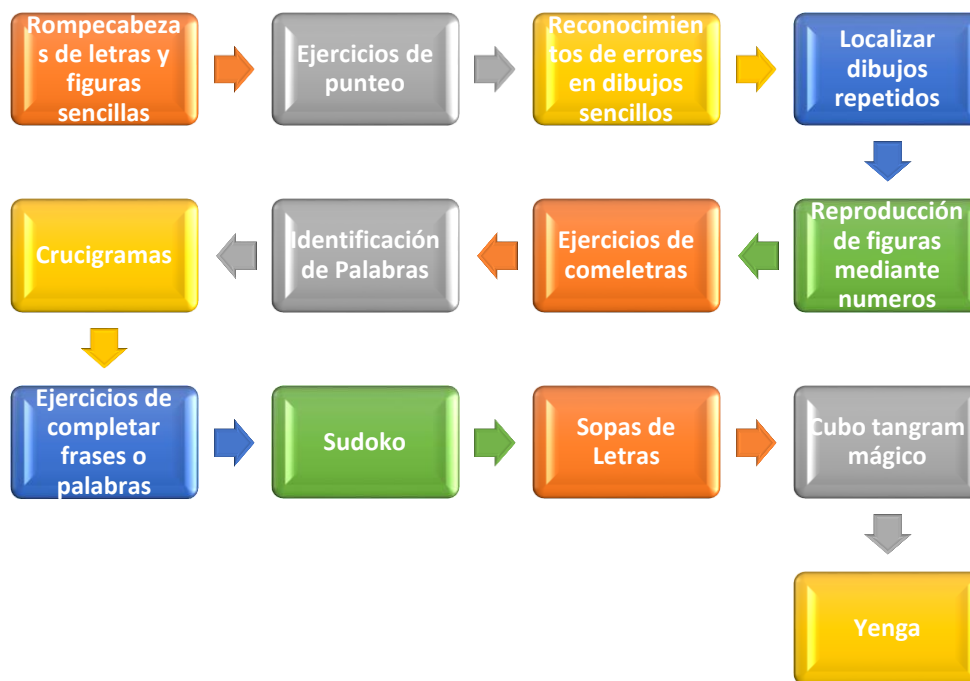 Rompecabeza
s de letras y
figuras
sencillas
Ejercicios de
punteo
Reconocimien
tos de errores
en dibujos
sencillos
Localizar
dibujos
repetidos
Reproducción
de figuras
mediante
numeros
Ejercicios de
comeletras
Identificación
de Palabras
Crucigramas
Ejercicios de
completar
frases o
palabras
Sudoko
Sopas de
Letras
Cubo tangram
mágico
Yenga